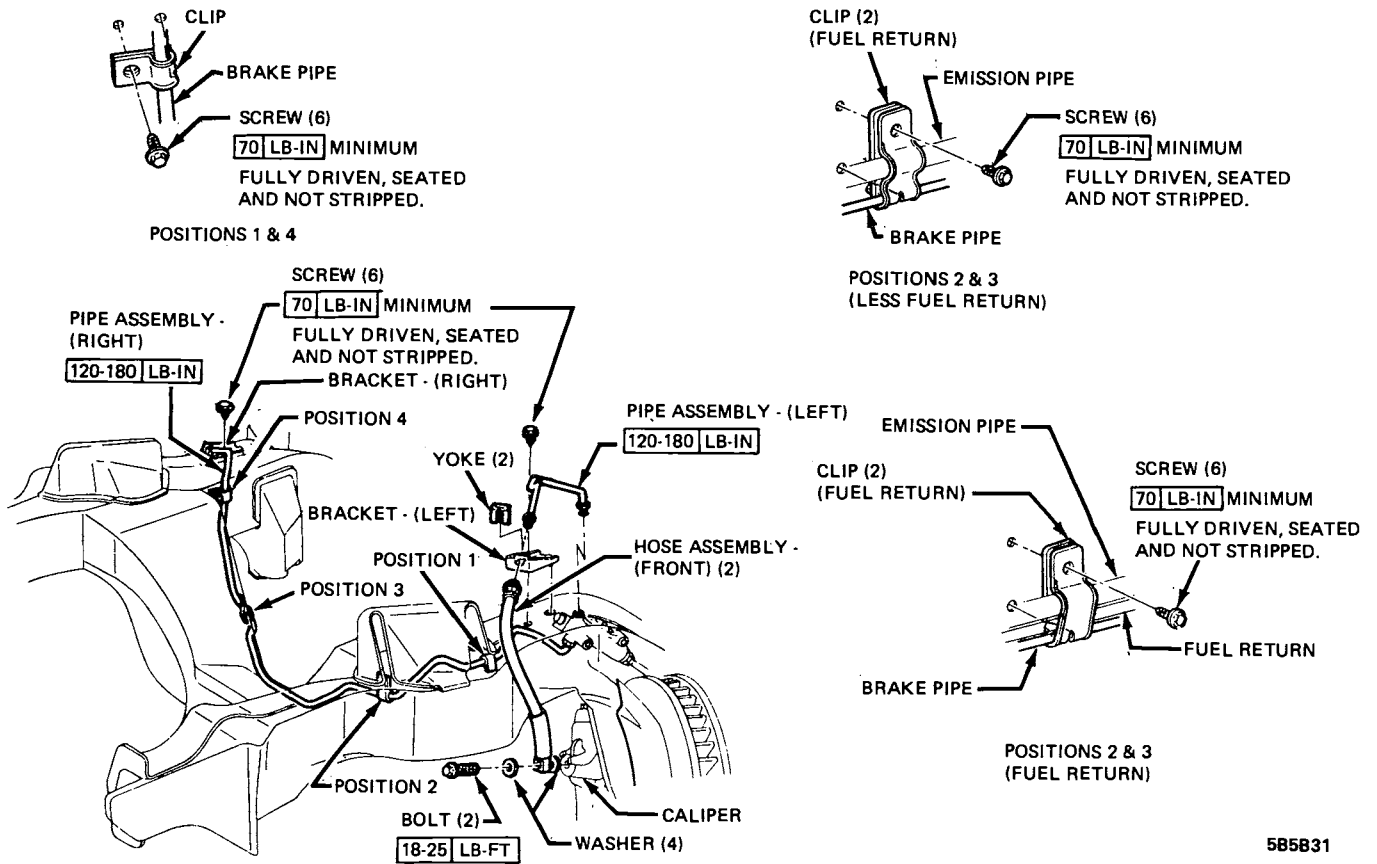 CLIP
BRAKE PIPE
SCREW (6)
70 LB-IN MINIMUM
FULLY DRIVEN, SEATED
AND NOT STRIPPED.
POSITIONS 1 & 4
CLIP (2)
(FUEL RETURN)
EMISSION PIPE
SCREW (6)
70 LB-IN MINIMUM
FULLY DRIVEN, SEATED
AND NOT STRIPPED.
BRAKE PIPE
POSITIONS 2 & 3
(LESS FUEL RETURN)
SCREW (6)
70 LB-IN MINIMUM
FULLY DRIVEN, SEATED
AND NOT STRIPPED.
PIPE ASSEMBLY -
(RIGHT)
120-180 LB-IN
BRACKET - (RIGHT)
POSITION 4
PIPE ASSEMBLY - (LEFT)
120-180 LB-IN
YOKE (2)
BRACKET - (LEFT)
HOSE ASSEMBLY -
(FRONT) (2)
POSITION 1
POSITION 3
POSITION 2
BOLT (2)
18-25 LB-FT
WASHER (4)
CALIPER
EMISSION PIPE
CLIP (2)
(FUEL RETURN)
SCREW (6)
70 LB-IN MINIMUM
FULLY DRIVEN, SEATED
AND NOT STRIPPED.
FUEL RETURN
BRAKE PIPE
POSITIONS 2 & 3
(FUEL RETURN)
5B5B31